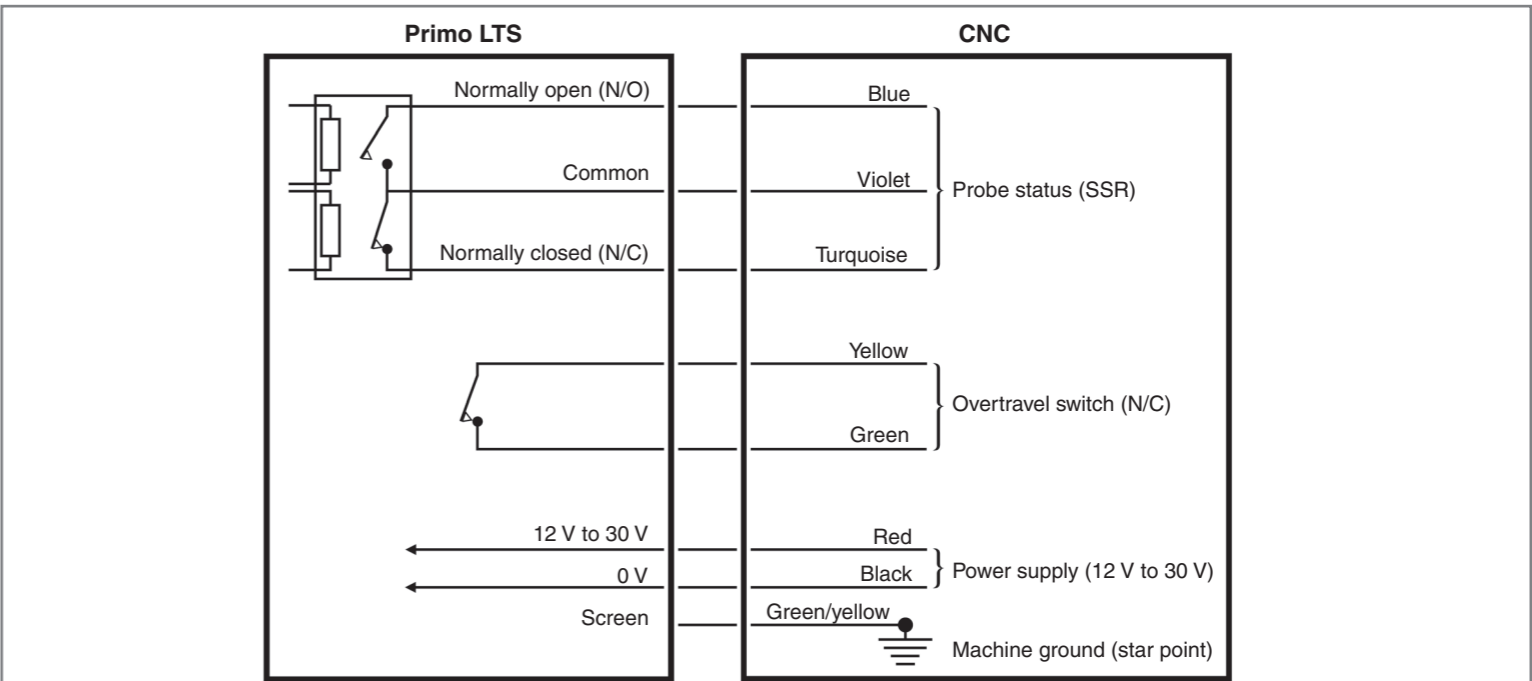 Primo LTS
CNC
Normally open (N/O)
Blue
Common
Violet
Probe status (SSR)
Normally closed (N/C)
Turquoise
Yellow
Overtravel switch (N/C)
Green
12 V to 30 V
Red
0 V
Black
Power supply (12 V to 30 V)
Screen
Green/yellow
Machine ground (star point)